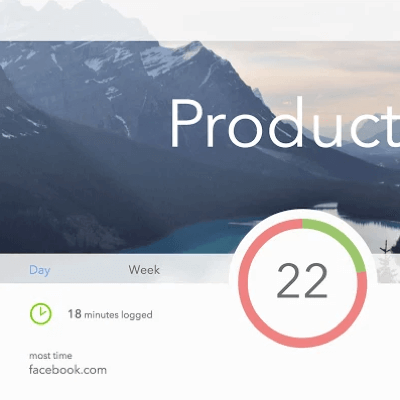 Product
22
Day Week
18 minutes logged
most time
facebook.com